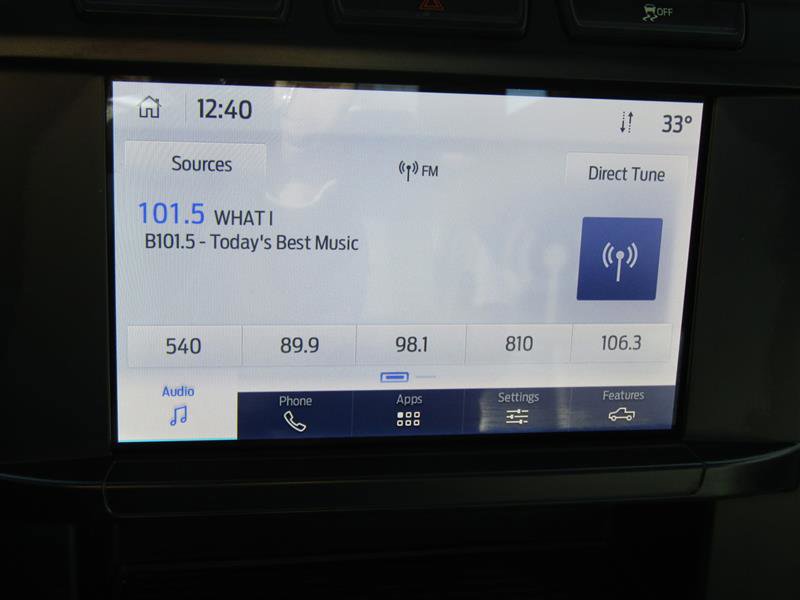 OFF
12:40
33°
Sources
FM
Direct Tune
101.5 WHAT I
B101.5 - Today's Best Music
540 89.9 98.1 810 106.3
Audio Phone Apps Settings Features